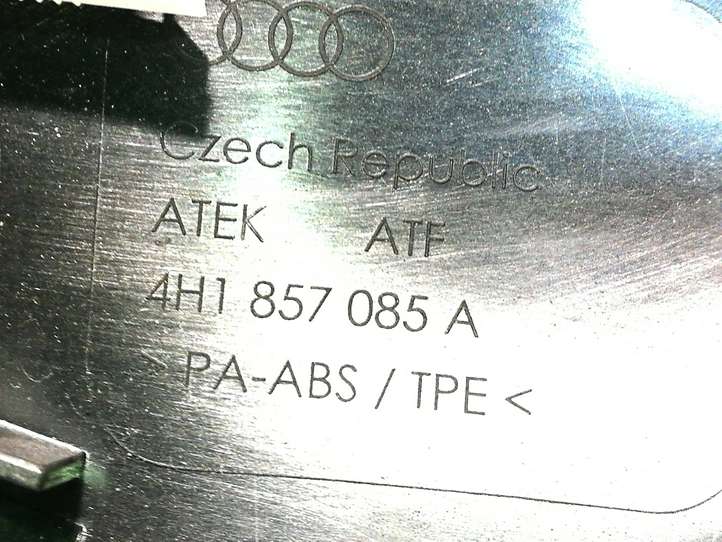 Czech Republic
ATEK ATF
4H1 857 085 A
> PA-ABS / TPE <